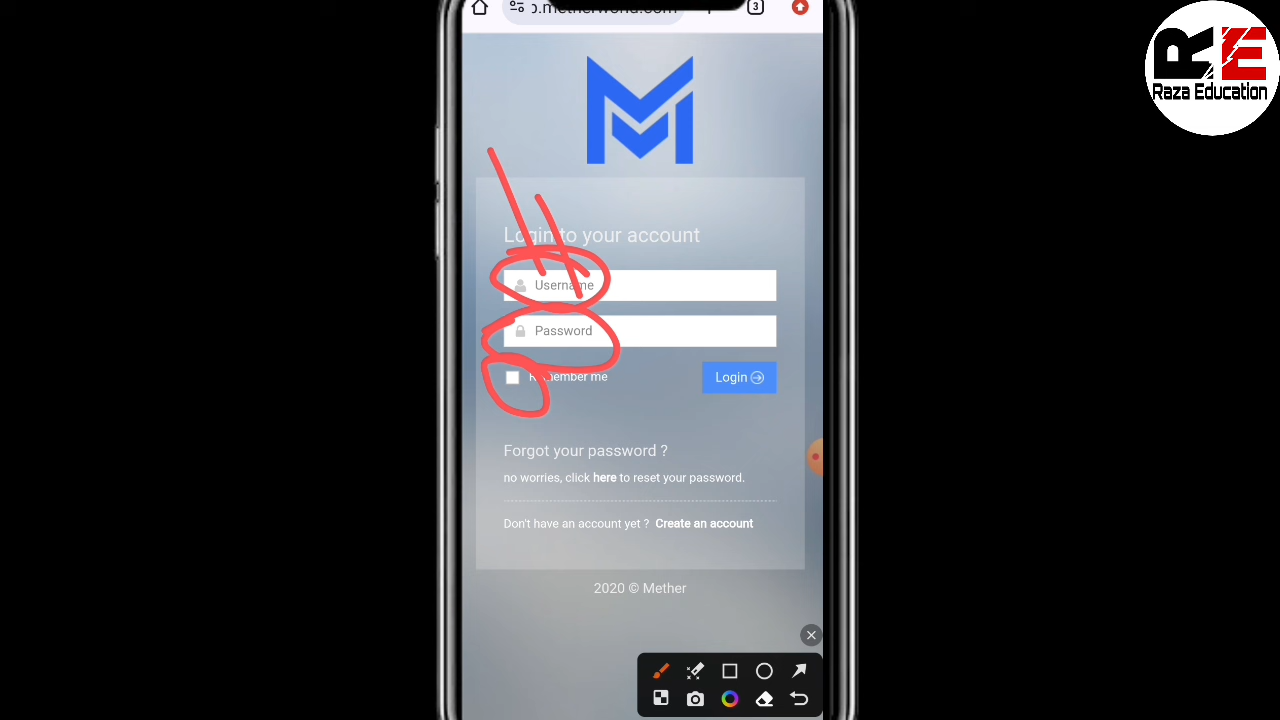 3
Raza Education
Login to your account
Username
Password
Remember me
Login
Forgot your password ?
no worries, click here to reset your password.
Don't have an account yet ? Create an account
2020 © Mether